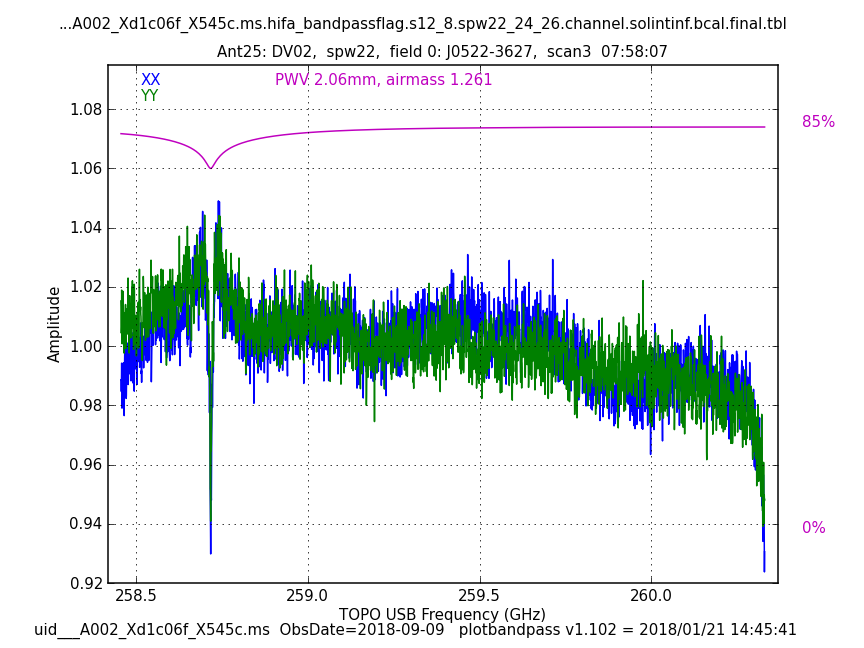 ...A002_Xd1c06f_X545c.ms.hifa_bandpassflag.s12_8.spw22_24_26.channel.solintinf.bcal.final.tbl
Ant25: DV02,  spw22,  field 0: J0522-3627,  scan3  07:58:07
XX
PWV 2.06mm, airmass 1.261
YY
1.08
85%
1.06
1.04
1.02
1.00
0.98
0.96
0.94
0%
0.92
Amplitude
258.5 259.0 259.5 260.0
TOPO USB Frequency (GHz)
uid___A002_Xd1c06f_X545c.ms  ObsDate=2018-09-09   plotbandpass v1.102 = 2018/01/21 14:45:41